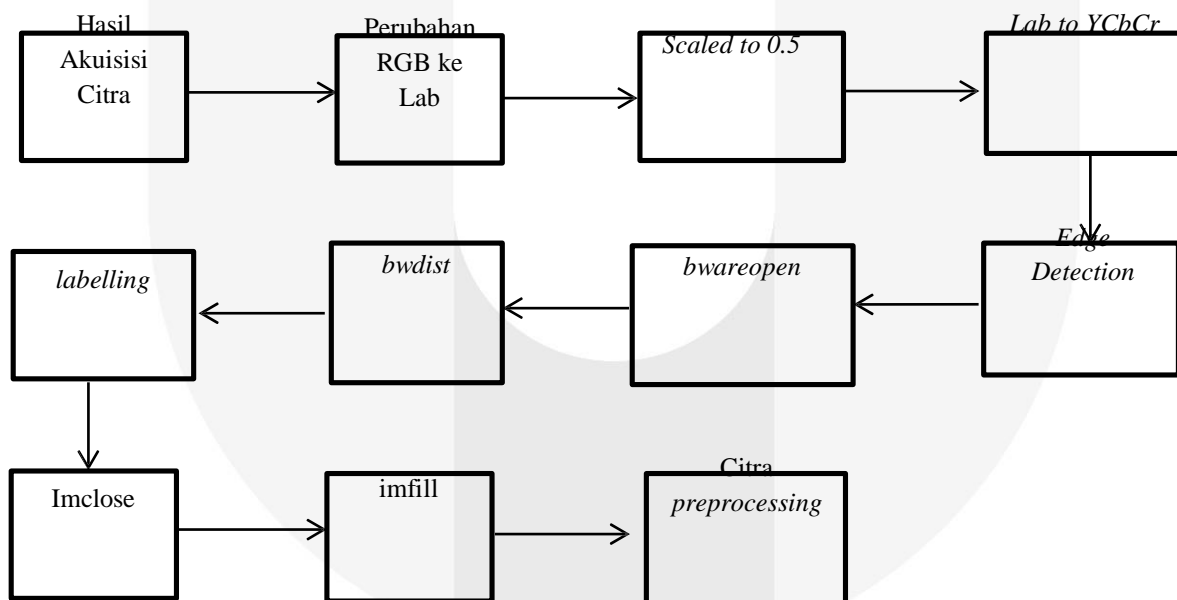 Hasil
Akuisisi
Citra
Perubahan
RGB ke
Lab
Scaled to 0.5
Lab to YCbCr
Edge
Detection
bwareopen
bwdist
labelling
Imclose
imfill
Citra
preprocessing